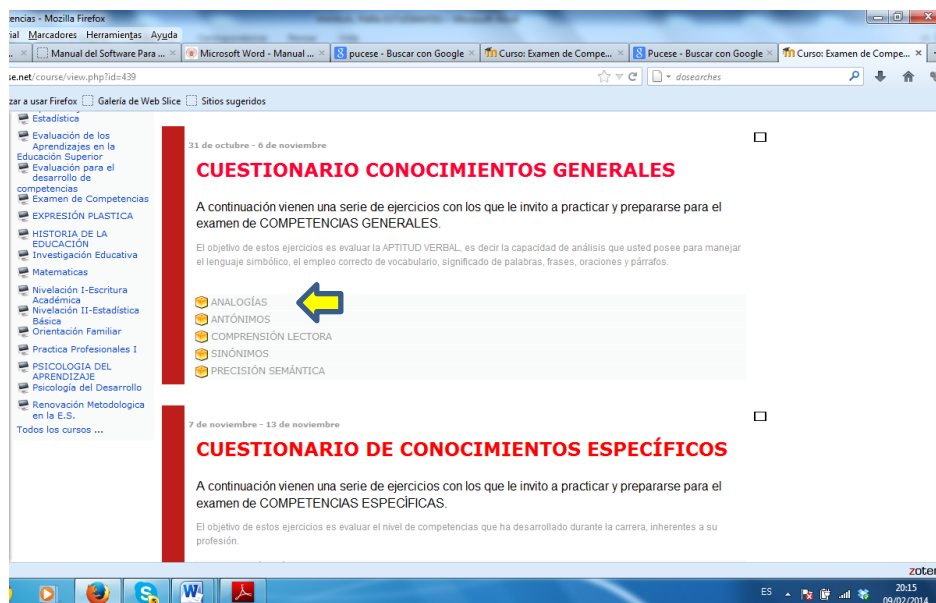 encias - Mozilla Firefox
ial Marcadores Herramientas Ayuda
Manual del Software Para ... × Microsoft Word - Manual ... × pucese - Buscar con Google × Curso: Examen de Compe... × Pucese - Buscar con Google × Curso: Examen de Compe... ×
se.net/course/view.php?id=439 dosearches
zar a usar Firefox Galería de Web Slice Sitios sugeridos
Estadística
Evaluación de los
Aprendizajes en la
Educación Superior
Evaluación para el
desarrollo de
competencias
Examen de Competencias
EXPRESIÓN PLASTICA
HISTORIA DE LA
EDUCACIÓN
Investigación Educativa
Matematicas
Nivelación I-Escritura
Académica
Nivelación II-Estadística
Básica
Orientación Familiar
Practica Profesionales I
PSICOLOGIA DEL
APRENDIZAJE
Psicología del Desarrollo
Renovación Metodologica
en la E.S.
Todos los cursos ...
31 de octubre - 6 de noviembre
CUESTIONARIO CONOCIMIENTOS GENERALES
A continuación vienen una serie de ejercicios con los que le invito a practicar y prepararse para el
examen de COMPETENCIAS GENERALES.
El objetivo de estos ejercicios es evaluar la APTITUD VERBAL, es decir la capacidad de análisis que usted posee para manejar
el lenguaje simbólico, el empleo correcto de vocabulario, significado de palabras, frases, oraciones y párrafos.
ANALOGÍAS
ANTÓNIMOS
COMPRENSIÓN LECTORA
SINÓNIMOS
PRECISIÓN SEMÁNTICA
7 de noviembre - 13 de noviembre
CUESTIONARIO DE CONOCIMIENTOS ESPECÍFICOS
A continuación vienen una serie de ejercicios con los que le invito a practicar y prepararse para el
examen de COMPETENCIAS ESPECÍFICAS.
El objetivo de estos ejercicios es evaluar el nivel de competencias que ha desarrollado durante la carrera, inherentes a su
profesión.
zoter
ES 20:15
09/02/2014